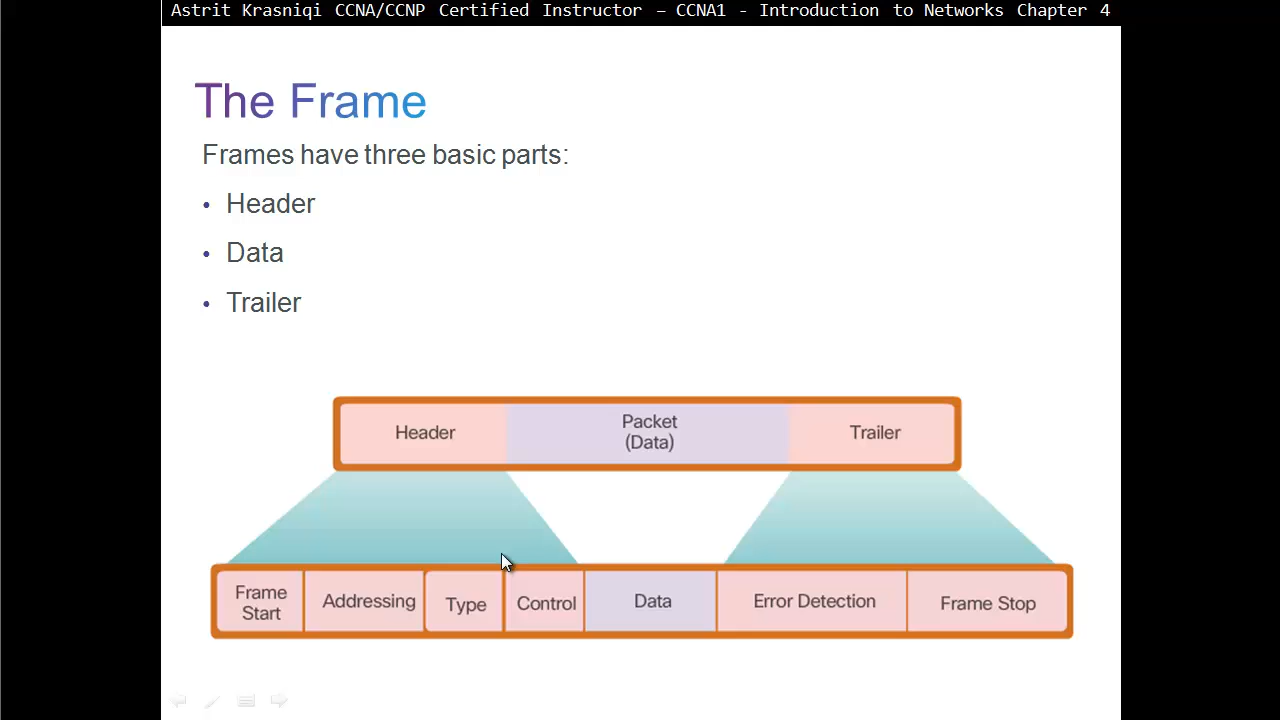 Astrit Krasniqi CCNA/CCNP Certified Instructor – CCNA1 - Introduction to Networks Chapter 4
The Frame
Frames have three basic parts:
• Header
• Data
• Trailer
Header
Packet
(Data)
Trailer
Frame
Start
Addressing
Type
Control
Data
Error Detection
Frame Stop